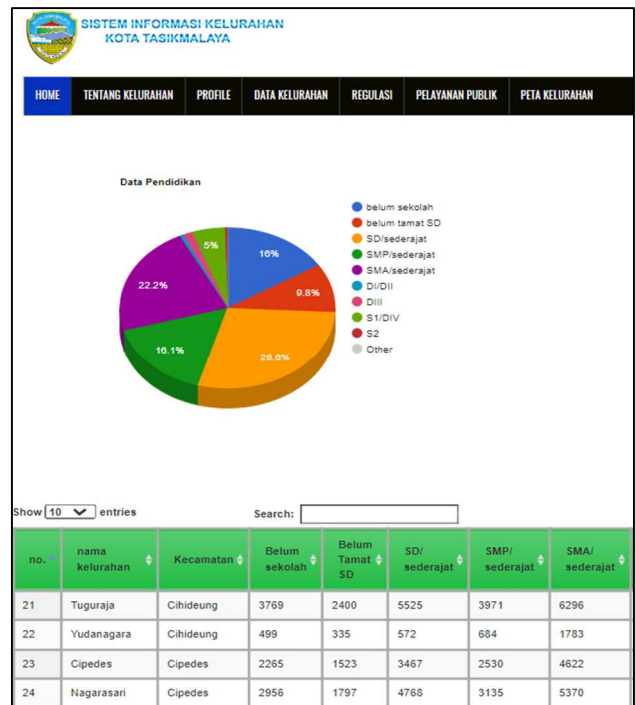 SISTEM INFORMASI KELURAHAN
KOTA TASIKMALAYA
HOME TENTANG KELURAHAN PROFILE DATA KELURAHAN REGULASI PELAYANAN PUBLIK PETA KELURAHAN
Data Pendidikan
belum sekolah
belum tamat SD
SD/sederajat
SMP/sederajat
SMA/sederajat
DI/DII
DIII
S1/DIV
S2
Other
5%
16%
22.2%
9.8%
16.1%
28.6%
Show 10 entries Search:
no. nama kelurahan Kecamatan Belum sekolah Belum Tamat SD SD/ sederajat SMP/ sederajat SMA/ sederajat
21 Tuguraja Cihideung 3769 2400 5525 3971 6296
22 Yudanagara Cihideung 499 335 572 684 1783
23 Cipedes Cipedes 2265 1523 3467 2530 4622
24 Nagarasari Cipedes 2956 1797 4768 3135 5370